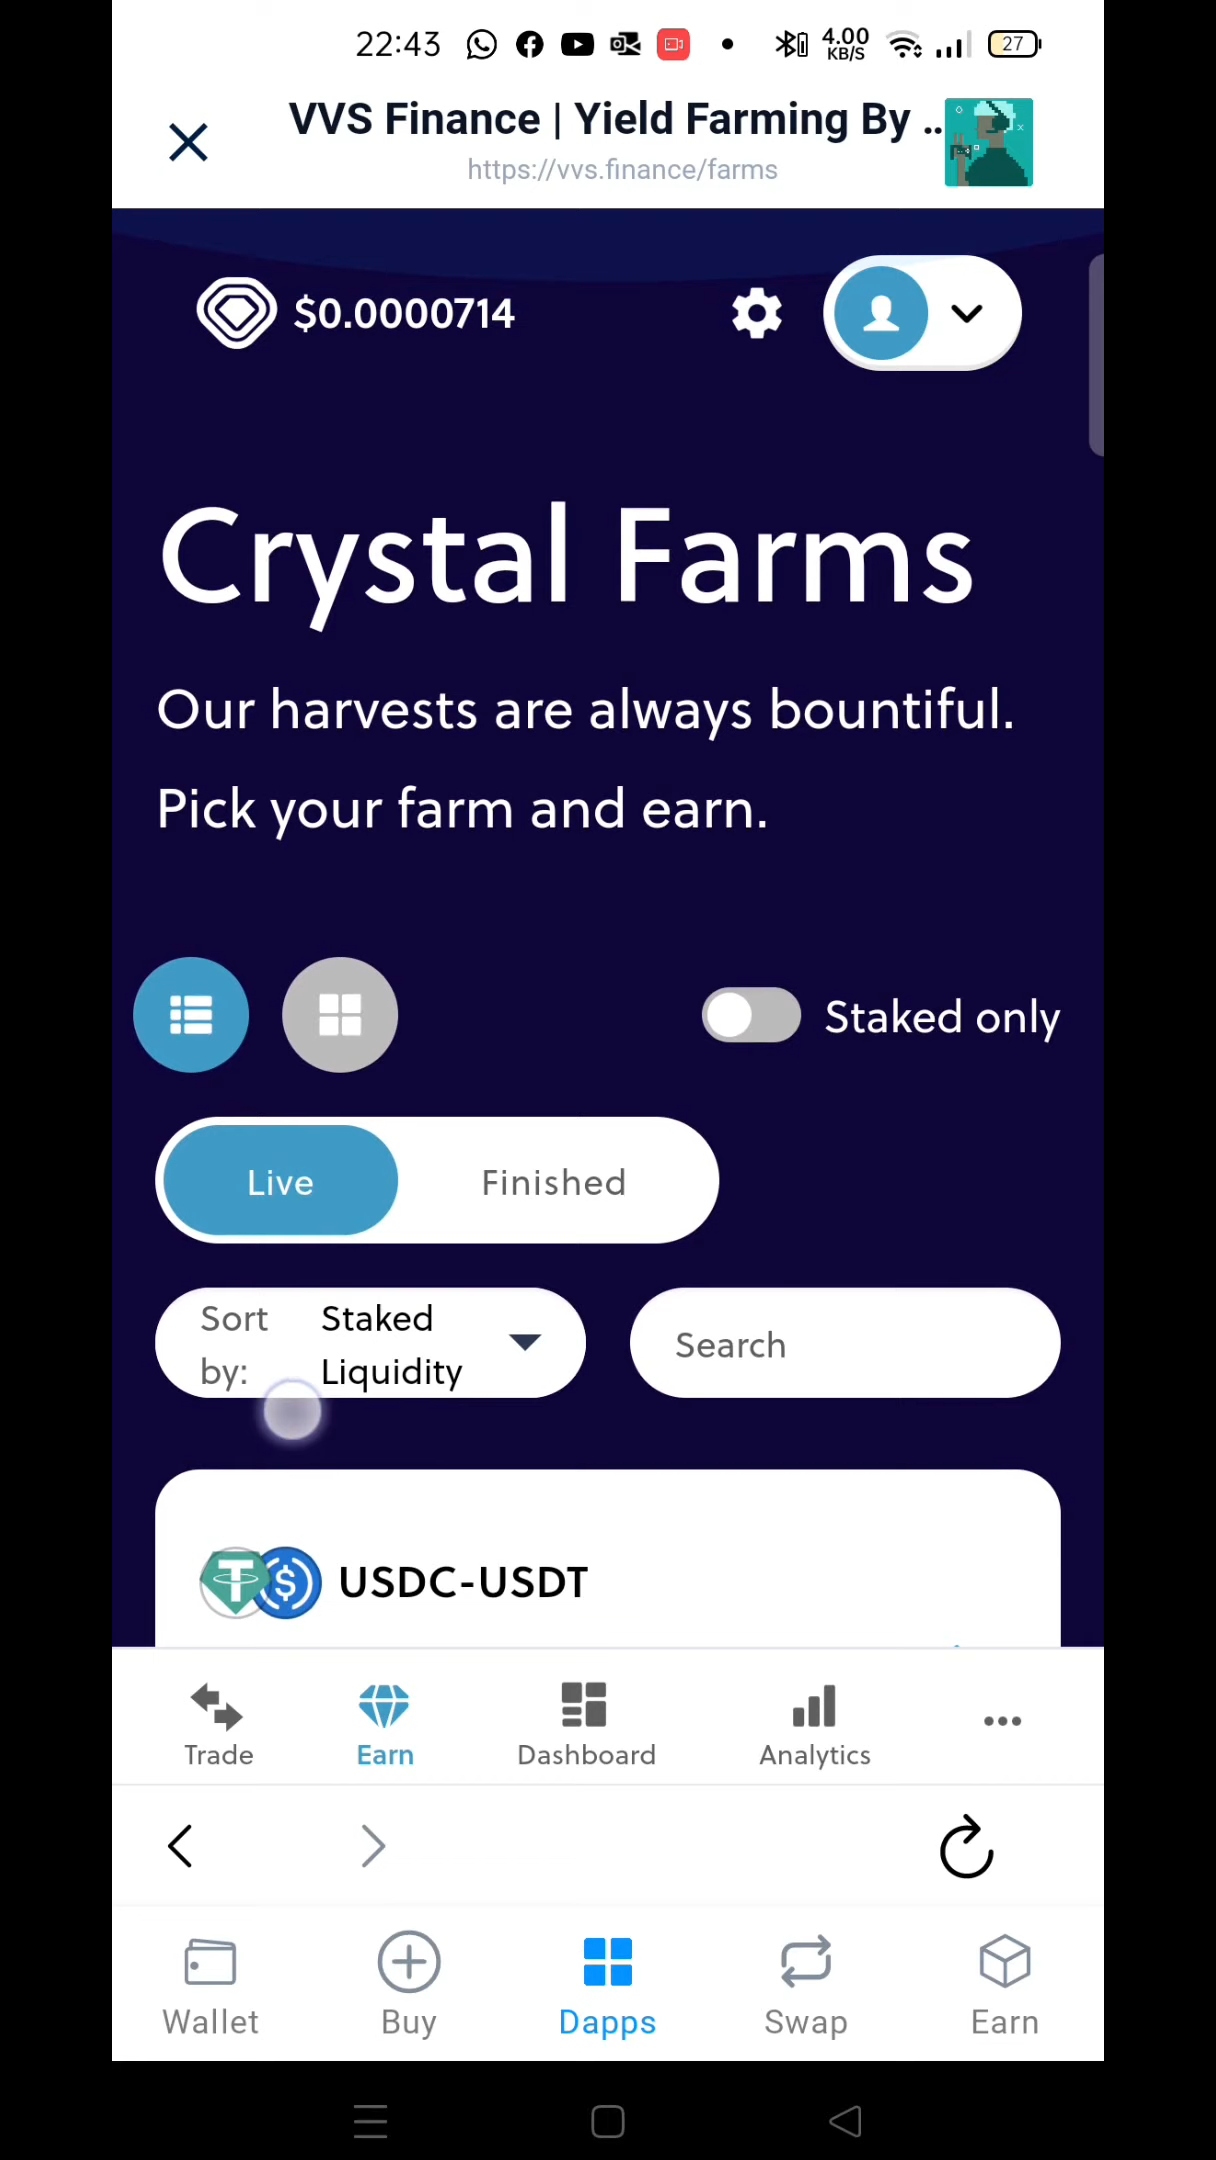 22:43
4.00
KB/S
27
VVS Finance | Yield Farming By ..
https://vvs.finance/farms
$0.0000714
Crystal Farms
Our harvests are always bountiful.
Pick your farm and earn.
Staked only
Live
Finished
Sort by:
Staked Liquidity
Search
USDC-USDT
Trade
Earn
Dashboard
Analytics
Wallet
Buy
Dapps
Swap
Earn